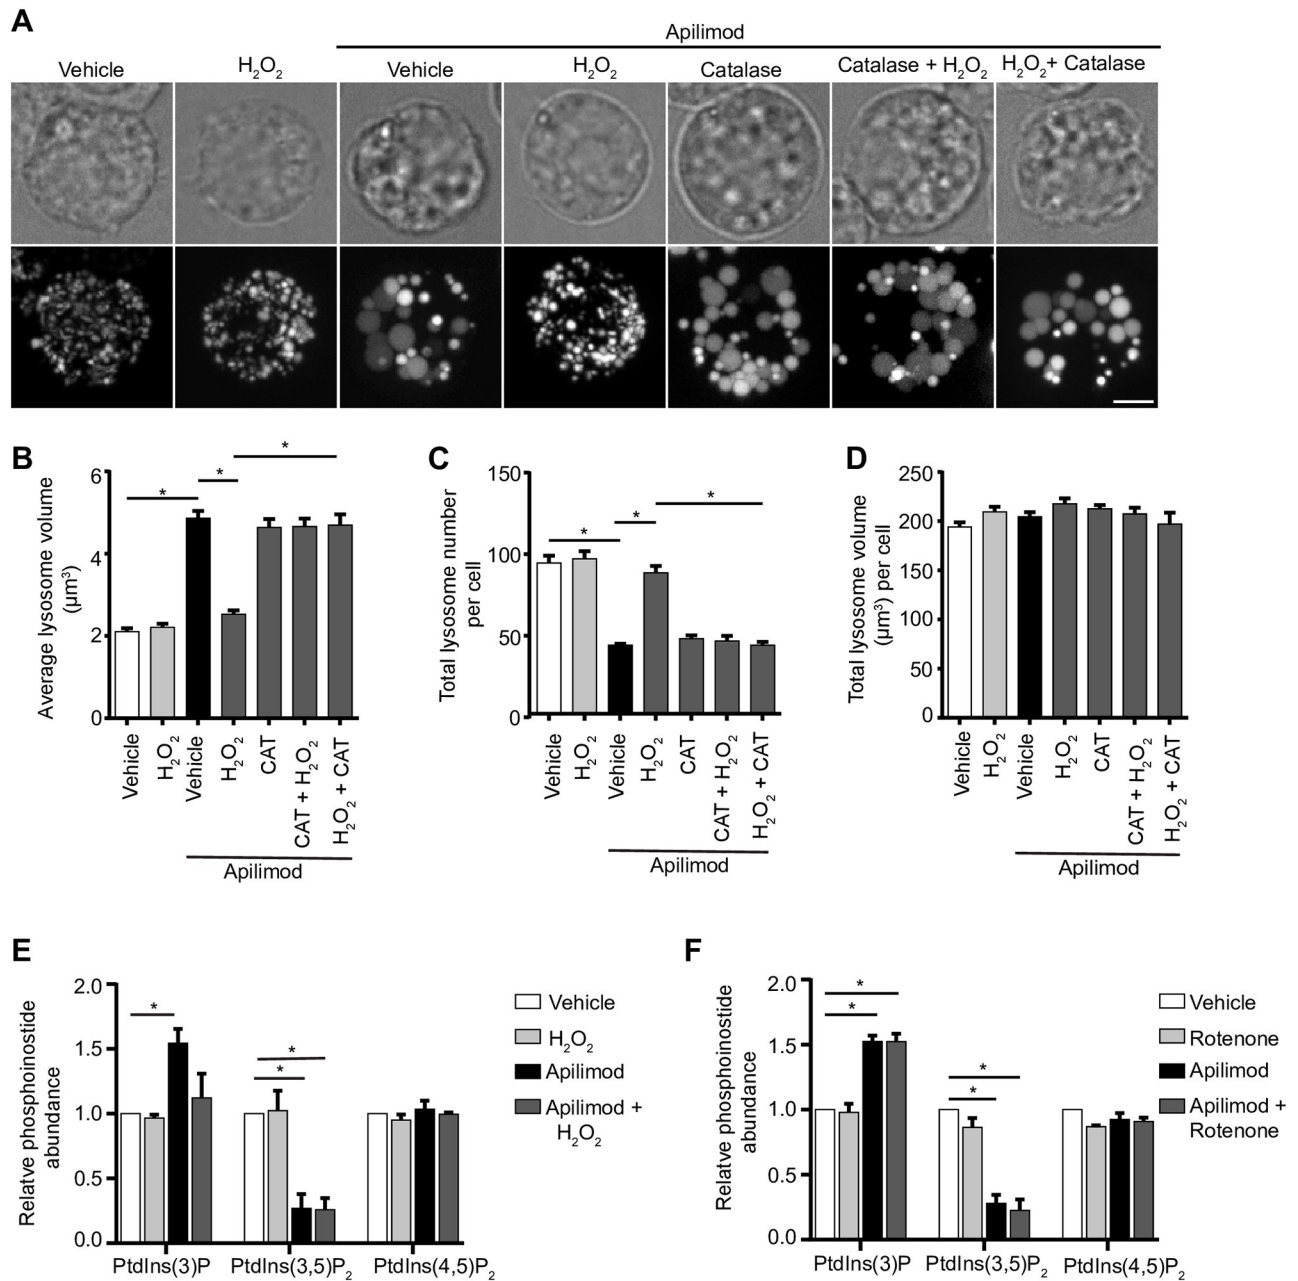 A
Apilimod
Vehicle
H2O2
Vehicle
H2O2
Catalase
Catalase + H2O2
H2O2+ Catalase
B
Average lysosome volume
(µm³)
6
4
2
0
*
*
*
Vehicle
H2O2
Vehicle
H2O2
CAT
CAT + H2O2
H2O2 + CAT
Apilimod
C
Total lysosome number
per cell
150
100
50
0
*
*
*
Vehicle
H2O2
Vehicle
H2O2
CAT
CAT + H2O2
H2O2 + CAT
Apilimod
D
Total lysosome volume
(µm³) per cell
250
200
150
100
50
0
Vehicle
H2O2
Vehicle
H2O2
CAT
CAT + H2O2
H2O2 + CAT
Apilimod
E
Relatve phosphoinostide
abundance
2.0
1.5
1.0
0.5
0.0
*
*
*
PtdIns(3)P
PtdIns(3,5)P2
PtdIns(4,5)P2
Vehicle
H2O2
Apilimod
Apilimod +
H2O2
F
Relatve phosphoinostide
abundance
2.0
1.5
1.0
0.5
0.0
*
*
*
*
PtdIns(3)P
PtdIns(3,5)P2
PtdIns(4,5)P2
Vehicle
Rotenone
Apilimod
Apilimod +
Rotenone